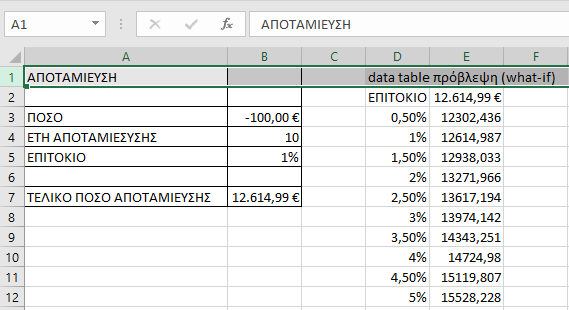 A1 fx ΑΠΟΤΑΜΙΕΥΣΗ
A B C D E F
1 ΑΠΟΤΑΜΙΕΥΣΗ data table πρόβλεψη (what-if)
2 ΕΠΙΤΟΚΙΟ 12.614,99 €
3 ΠΟΣΟ -100,00 € 0,50% 12302,436
4 ΕΤΗ ΑΠΟΤΑΜΙΕΣΥΣΗΣ 10 1% 12614,987
5 ΕΠΙΤΟΚΙΟ 1% 1,50% 12938,033
6 2% 13271,966
7 ΤΕΛΙΚΟ ΠΟΣΟ ΑΠΟΤΑΜΙΕΥΣΗΣ 12.614,99 € 2,50% 13617,194
8 3% 13974,142
9 3,50% 14343,251
10 4% 14724,98
11 4,50% 15119,807
12 5% 15528,228